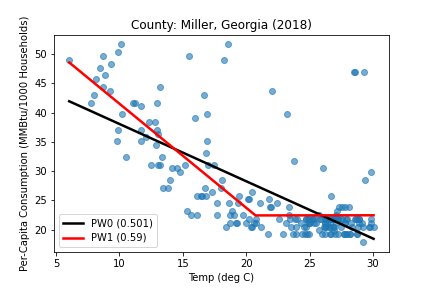 County: Miller, Georgia (2018)
Per-Capita Consumption (MMBtu/1000 Households)
50
45
40
35
30
25
20
PW0 (0.501)
PW1 (0.59)
5 10 15 20 25 30
Temp (deg C)